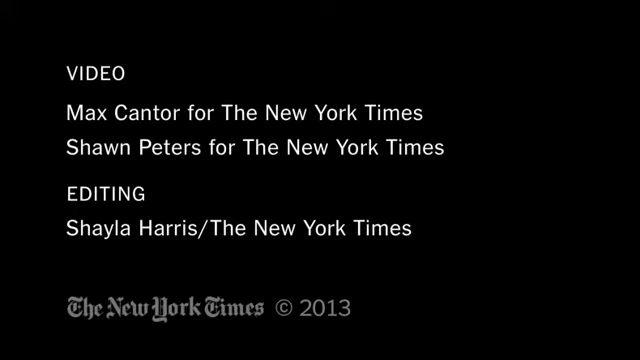 VIDEO
Max Cantor for The New York Times
Shawn Peters for The New York Times
EDITING
Shayla Harris/The New York Times
The New York Times © 2013